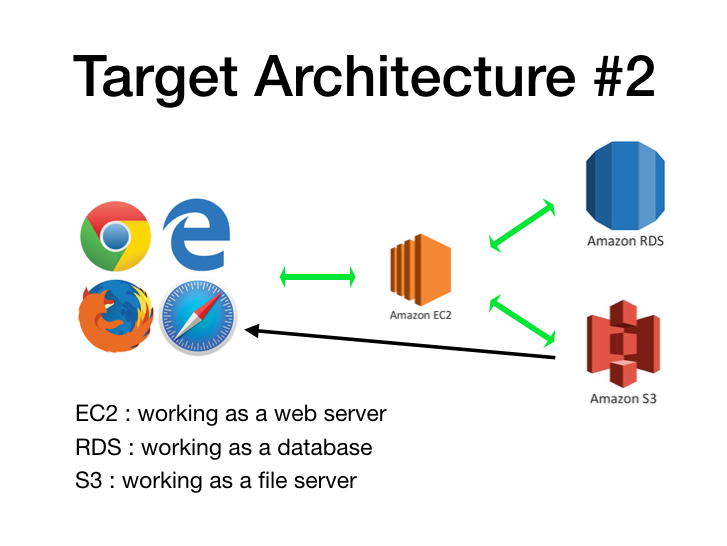 Target Architecture #2
Amazon RDS
Amazon EC2
Amazon S3
EC2 : working as a web server
RDS : working as a database
S3 : working as a file server